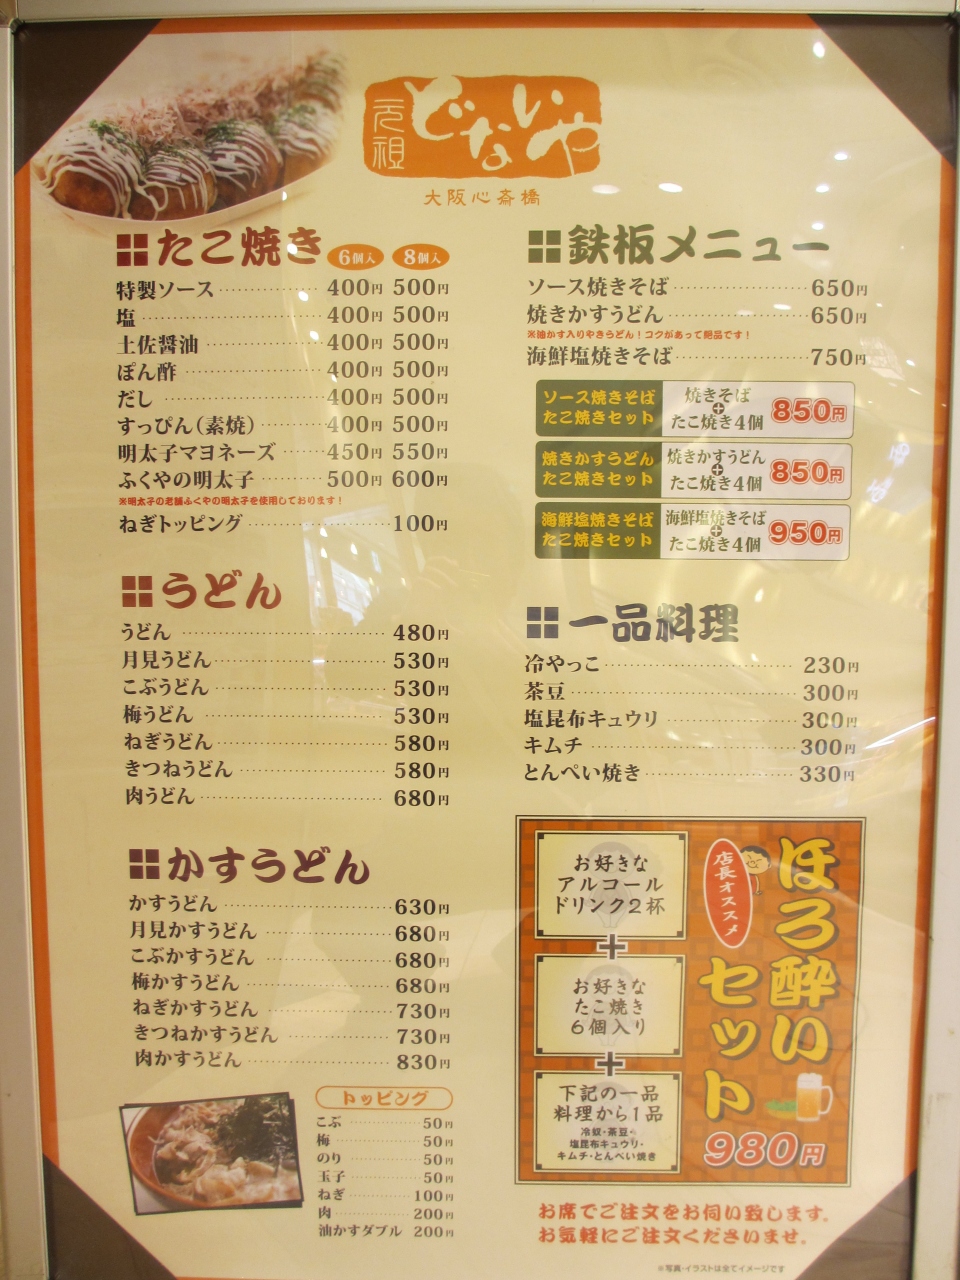 元祖
どないや
大阪心斎橋
たこ焼き 6個入 8個入
特製ソース 400円 500円
塩 400円 500円
土佐醤油 400円 500円
ぽん酢 400円 500円
だし 400円 500円
すっぴん(素焼) 400円 500円
明太子マヨネーズ 450円 550円
ふくやの明太子 500円 600円
※明太子の老舗ふくやの明太子を使用しております!
ねぎトッピング 100円
うどん
うどん 480円
月見うどん 530円
こぶうどん 530円
梅うどん 530円
ねぎうどん 580円
きつねうどん 580円
肉うどん 680円
かすうどん
かすうどん 630円
月見かすうどん 680円
こぶかすうどん 680円
梅かすうどん 680円
ねぎかすうどん 730円
きつねかすうどん 730円
肉かすうどん 830円
トッピング
こぶ 50円
梅 50円
のり 50円
玉子 50円
ねぎ 100円
肉 200円
油かすダブル 200円
鉄板メニュー
ソース焼きそば 650円
焼きかすうどん 650円
※油かす入りやきうどん!コクがあって絶品です!
海鮮塩焼きそば 750円
ソース焼きそば
たこ焼きセット
焼きそば
+
たこ焼き4個
850円
焼きかすうどん
たこ焼きセット
焼きかすうどん
+
たこ焼き4個
850円
海鮮塩焼きそば
たこ焼きセット
海鮮塩焼きそば
+
たこ焼き4個
950円
一品料理
冷やっこ 230円
茶豆 300円
塩昆布キュウリ 300円
キムチ 300円
とんぺい焼き 330円
ほろ酔い
セット
店長オススメ
980円
お好きな
アルコール
ドリンク2杯
+
お好きな
たこ焼き
6個入り
+
下記の一品
料理から1品
冷奴・茶豆・
塩昆布キュウリ・
キムチ・とんぺい焼き
お席でご注文をお伺い致します。
お気軽にご注文くださいませ。
※写真・イラストは全てイメージです